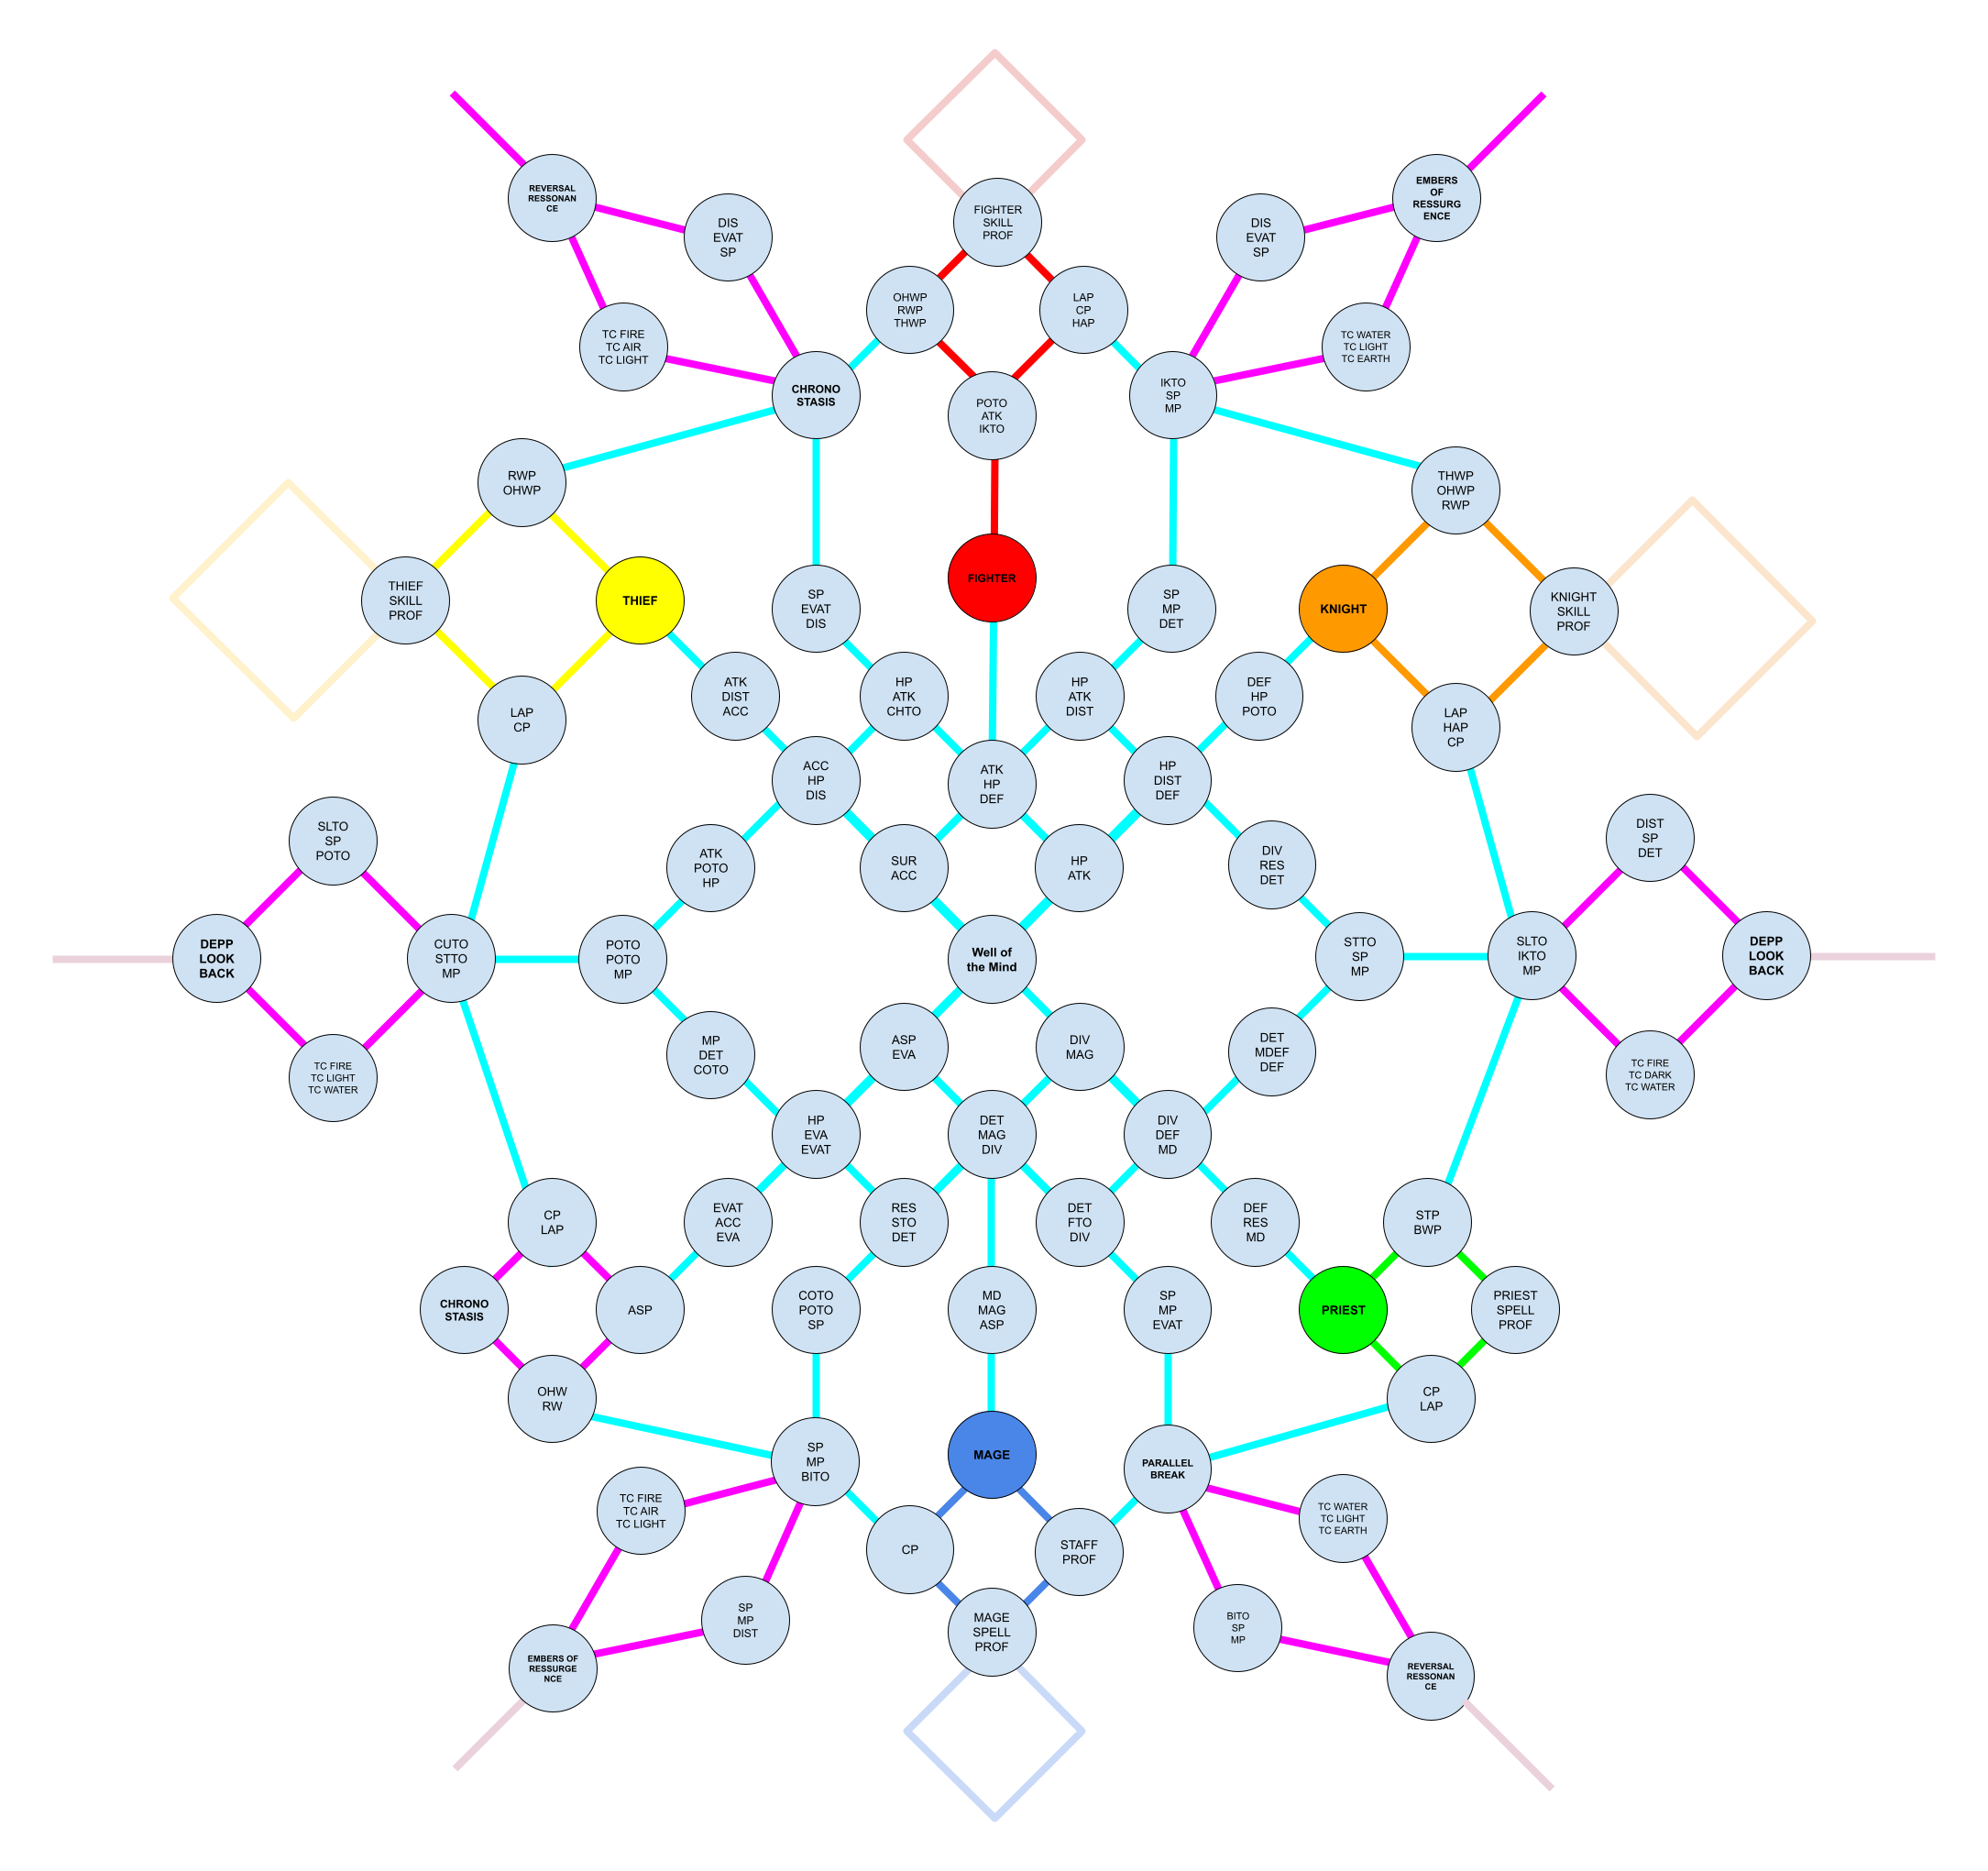 REVERSAL
RESSONAN
CE
EMBERS
OF
RESSURG
ENCE
FIGHTER
SKILL
PROF
DIS
EVAT
SP
DIS
EVAT
SP
OHWP
RWP
THWP
LAP
CP
HAP
TC FIRE
TC AIR
TC LIGHT
TC WATER
TC LIGHT
TC EARTH
CHRONO
STASIS
IKTO
SP
MP
POTO
ATK
IKTO
RWP
OHWP
THWP
OHWP
RWP
FIGHTER
THIEF
SKILL
PROF
THIEF
SP
EVAT
DIS
SP
MP
DET
KNIGHT
KNIGHT
SKILL
PROF
ATK
DIST
ACC
HP
ATK
CHTO
HP
ATK
DIST
DEF
HP
POTO
LAP
CP
LAP
HAP
CP
ACC
HP
DIS
ATK
HP
DEF
HP
DIST
DEF
SLTO
SP
POTO
DIST
SP
DET
ATK
POTO
HP
SUR
ACC
HP
ATK
DIV
RES
DET
DEPP
LOOK
BACK
CUTO
STTO
MP
POTO
POTO
MP
Well of
the Mind
STTO
SP
MP
SLTO
IKTO
MP
DEPP
LOOK
BACK
MP
DET
COTO
ASP
EVA
DIV
MAG
DET
MDEF
DEF
TC FIRE
TC LIGHT
TC WATER
TC FIRE
TC DARK
TC WATER
HP
EVA
EVAT
DET
MAG
DIV
DIV
DEF
MD
CP
LAP
EVAT
ACC
EVA
RES
STO
DET
DET
FTO
DIV
DEF
RES
MD
STP
BWP
CHRONO
STASIS
ASP
COTO
POTO
SP
MD
MAG
ASP
SP
MP
EVAT
PRIEST
PRIEST
SPELL
PROF
OHW
RW
CP
LAP
SP
MP
BITO
MAGE
PARALLEL
BREAK
TC FIRE
TC AIR
TC LIGHT
TC WATER
TC LIGHT
TC EARTH
CP
STAFF
PROF
SP
MP
DIST
MAGE
SPELL
PROF
BITO
SP
MP
EMBERS OF
RESSURGE
NCE
REVERSAL
RESSONAN
CE